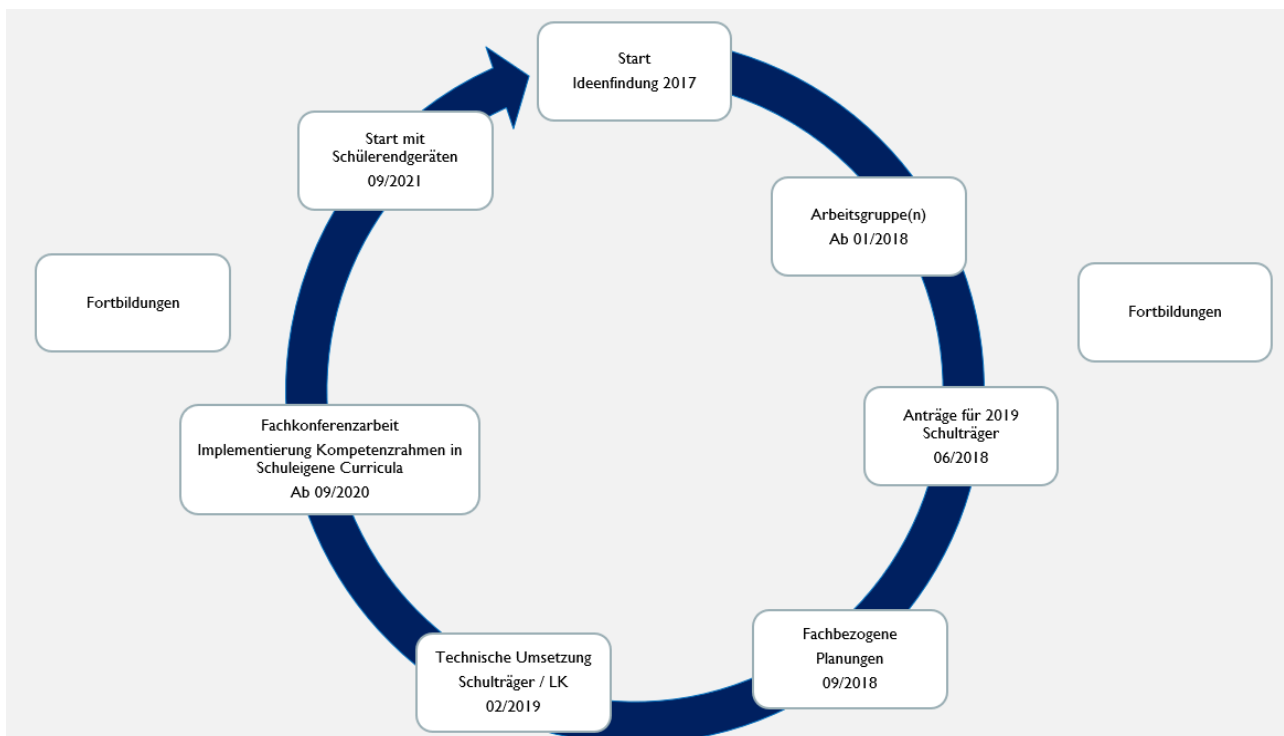 Start
Ideenfindung 2017
Arbeitsgruppe(n)
Ab 01/2018
Anträge für 2019
Schulträger
06/2018
Fachbezogene
Planungen
09/2018
Technische Umsetzung
Schulträger / LK
02/2019
Fachkonferenzarbeit
Implementierung Kompetenzrahmen in
Schuleigene Curricula
Ab 09/2020
Start mit
Schülerendgeräten
09/2021
Fortbildungen
Fortbildungen